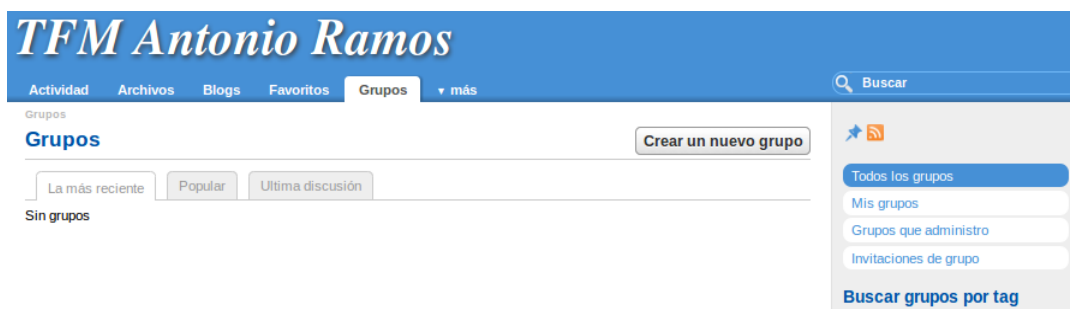 TFM Antonio Ramos
Actividad Archivos Blogs Favoritos Grupos ▾ más
Buscar
Grupos
Grupos
Crear un nuevo grupo
La más reciente Popular Ultima discusión
Sin grupos
Todos los grupos
Mis grupos
Grupos que administro
Invitaciones de grupo
Buscar grupos por tag